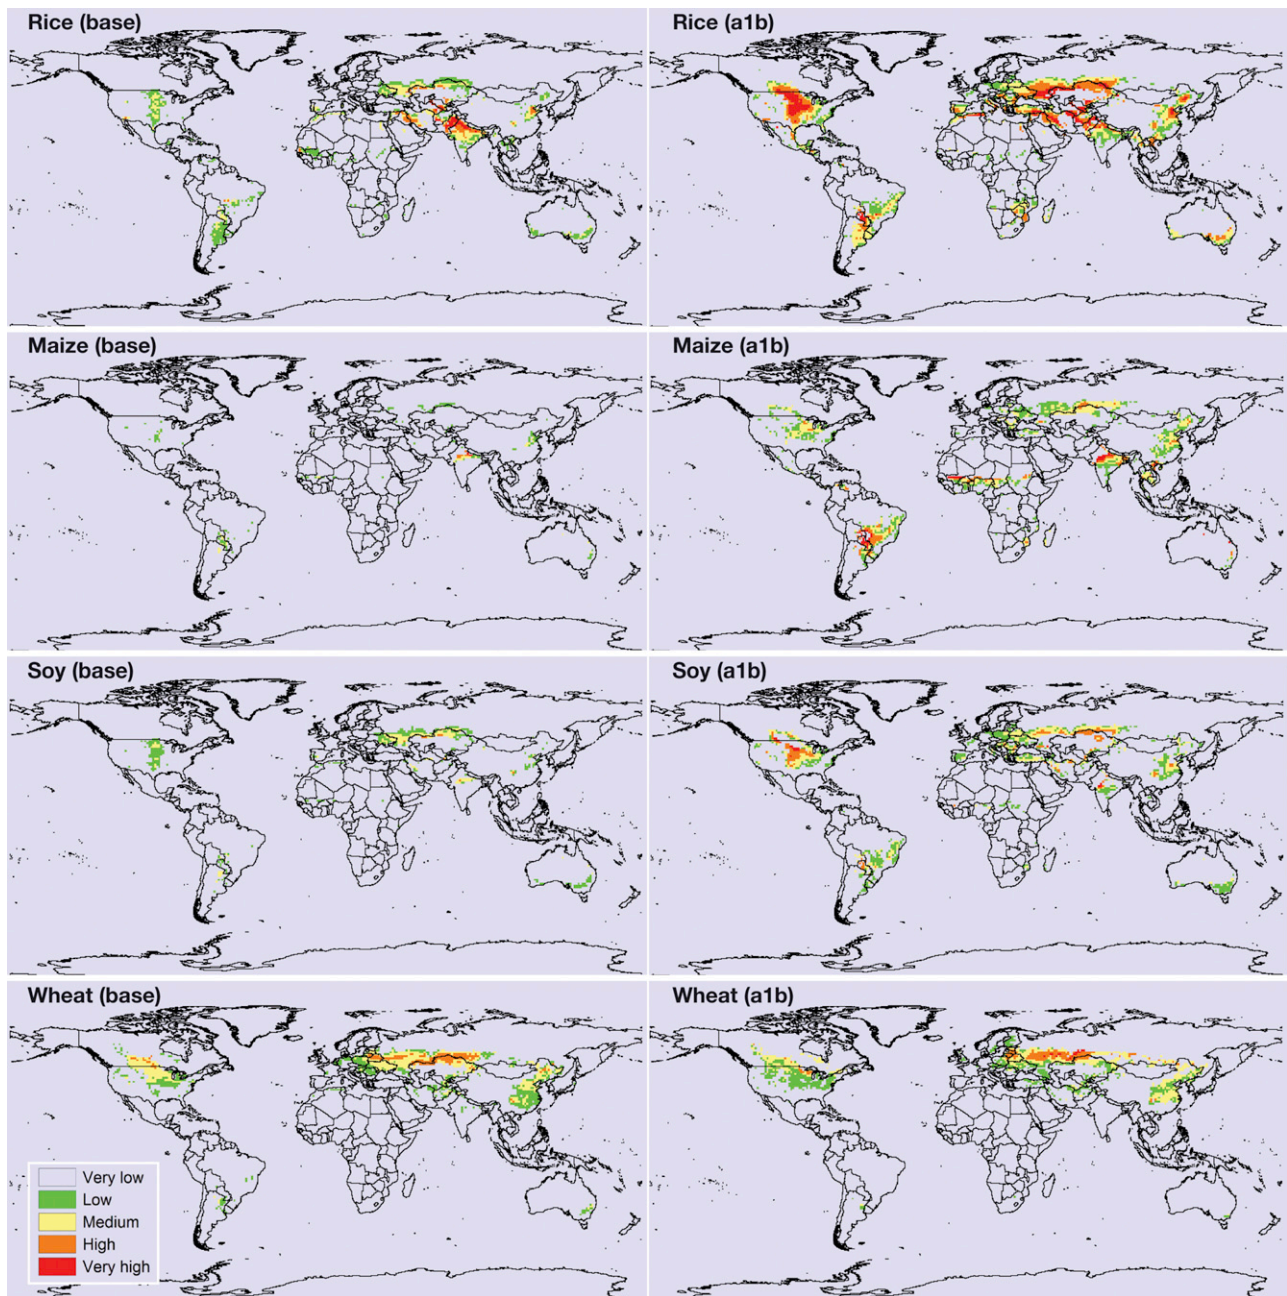 Rice (base)
Rice (a1b)
Maize (base)
Maize (a1b)
Soy (base)
Soy (a1b)
Wheat (base)
Wheat (a1b)
Very low
Low
Medium
High
Very high